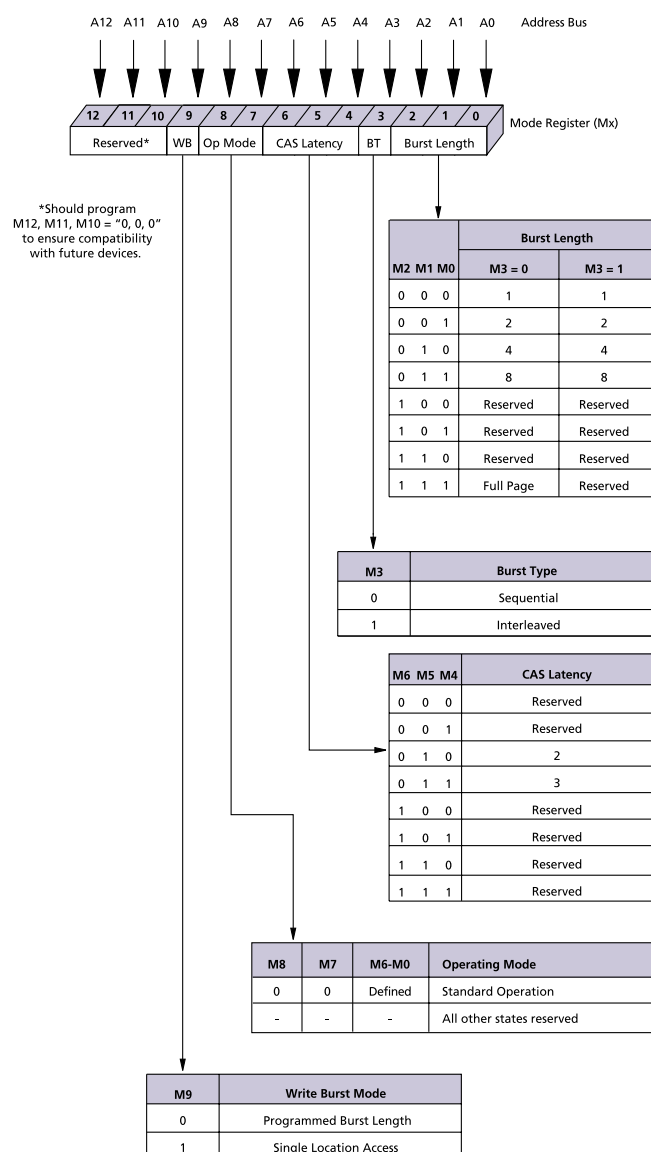 A12 A11 A10 A9 A8 A7 A6 A5 A4 A3 A2 A1 A0 Address Bus
12 11 10 9 8 7 6 5 4 3 2 1 0
Mode Register (Mx)
Reserved* WB Op Mode CAS Latency BT Burst Length
*Should program
M12, M11, M10 = “0, 0, 0”
to ensure compatibility
with future devices.
Burst Length
M2 M1 M0 M3 = 0 M3 = 1
0 0 0 1 1
0 0 1 2 2
0 1 0 4 4
0 1 1 8 8
1 0 0 Reserved Reserved
1 0 1 Reserved Reserved
1 1 0 Reserved Reserved
1 1 1 Full Page Reserved
M3 Burst Type
0 Sequential
1 Interleaved
M6 M5 M4 CAS Latency
0 0 0 Reserved
0 0 1 Reserved
0 1 0 2
0 1 1 3
1 0 0 Reserved
1 0 1 Reserved
1 1 0 Reserved
1 1 1 Reserved
M8 M7 M6-M0 Operating Mode
0 0 Defined Standard Operation
- - - All other states reserved
M9 Write Burst Mode
0 Programmed Burst Length
1 Single Location Access